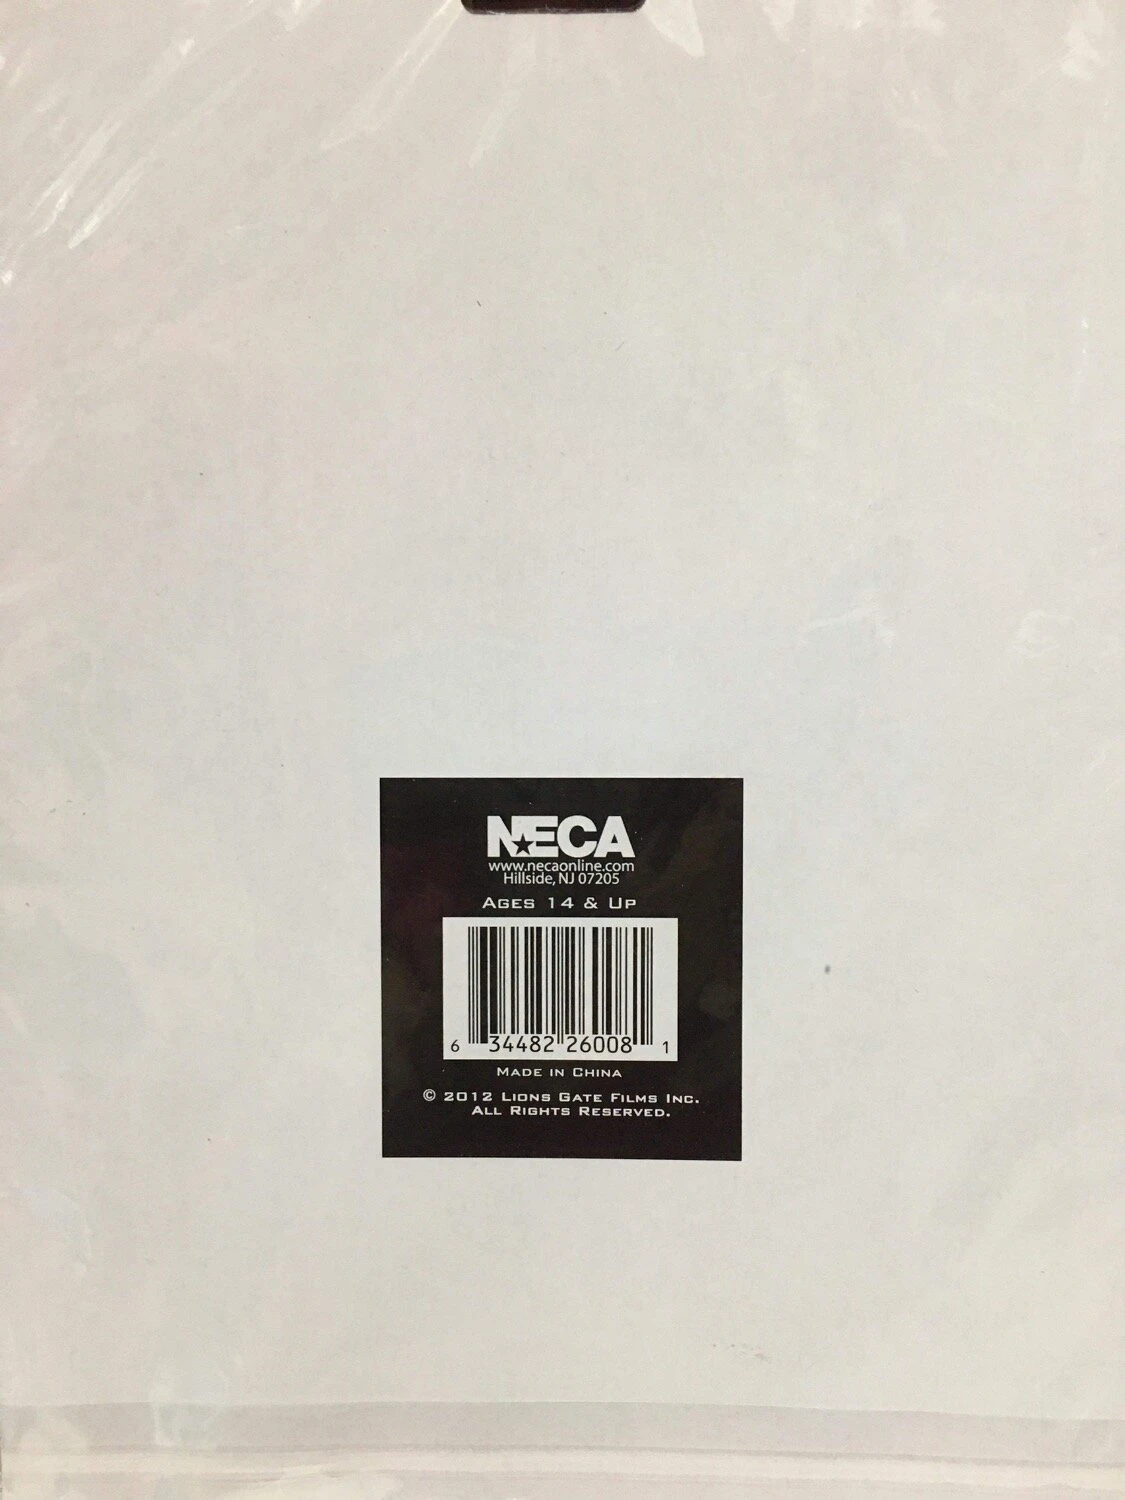 NECA
www.necaonline.com
Hillside, NJ 07205
AGES 14 & UP
6 34482 26008 1
MADE IN CHINA
© 2012 LIONS GATE FILMS INC.
ALL RIGHTS RESERVED.